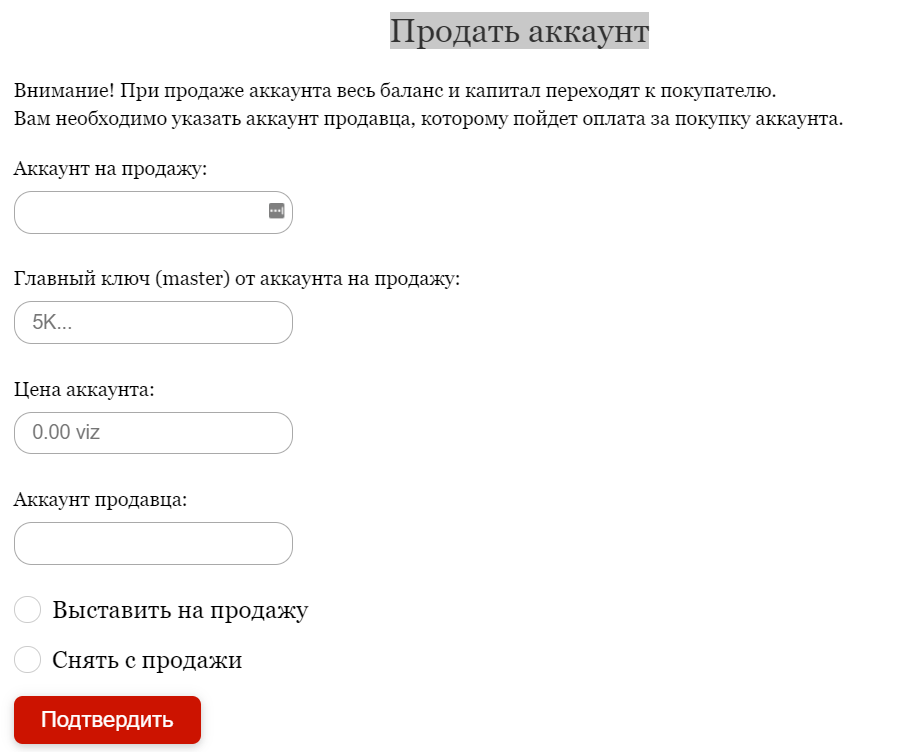 Продать аккаунт
Внимание! При продаже аккаунта весь баланс и капитал переходят к покупателю.
Вам необходимо указать аккаунт продавца, которому пойдет оплата за покупку аккаунта.
Аккаунт на продажу:
Главный ключ (master) от аккаунта на продажу:
5K...
Цена аккаунта:
0.00 viz
Аккаунт продавца:
Выставить на продажу
Снять с продажи
Подтвердить